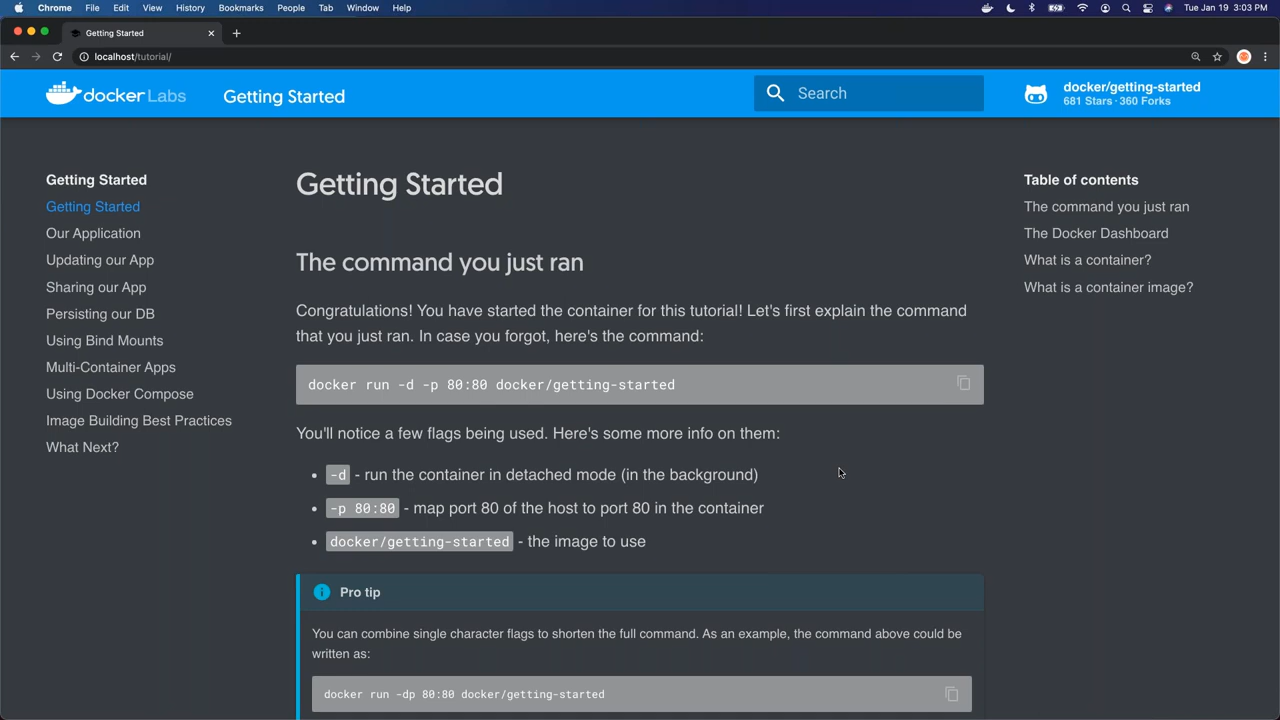 Chrome File Edit View History Bookmarks People Tab Window Help Tue Jan 19 3:03 PM
Getting Started
localhost/tutorial/
docker Labs Getting Started Search docker/getting-started
681 Stars · 360 Forks
Getting Started
Getting Started
Our Application
Updating our App
Sharing our App
Persisting our DB
Using Bind Mounts
Multi-Container Apps
Using Docker Compose
Image Building Best Practices
What Next?
Getting Started
The command you just ran
Congratulations! You have started the container for this tutorial! Let's first explain the command
that you just ran. In case you forgot, here's the command:
docker run -d -p 80:80 docker/getting-started
You'll notice a few flags being used. Here's some more info on them:
• -d - run the container in detached mode (in the background)
• -p 80:80 - map port 80 of the host to port 80 in the container
• docker/getting-started - the image to use
Pro tip
You can combine single character flags to shorten the full command. As an example, the command above could be
written as:
docker run -dp 80:80 docker/getting-started
Table of contents
The command you just ran
The Docker Dashboard
What is a container?
What is a container image?